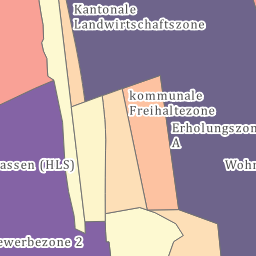 Kantonale
Landwirtschaftszone
kommunale
Freihaltezone
Erholungszon
A
assen (HLS)
Wohn
ewerbezone 2